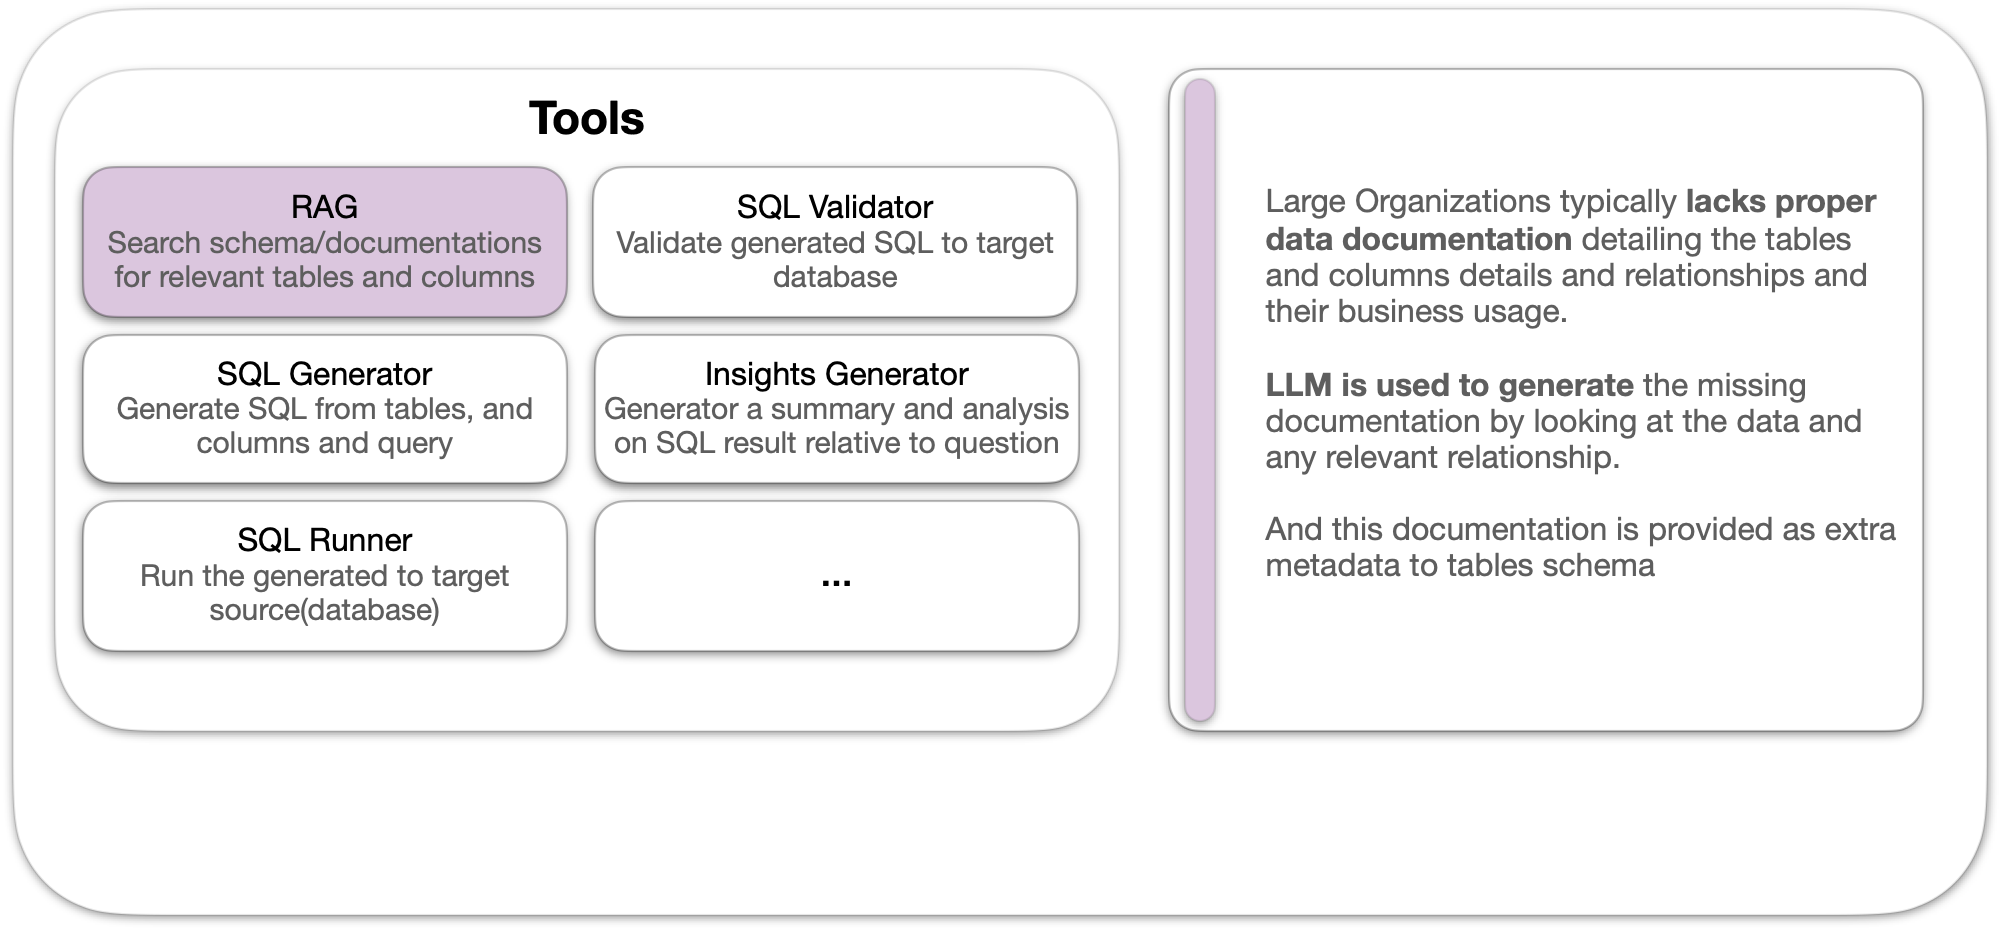 Tools
RAG
Search schema/documentations
for relevant tables and columns
SQL Validator
Validate generated SQL to target
database
SQL Generator
Generate SQL from tables, and
columns and query
Insights Generator
Generator a summary and analysis
on SQL result relative to question
SQL Runner
Run the generated to target
source(database)
...
Large Organizations typically lacks proper
data documentation detailing the tables
and columns details and relationships and
their business usage.
LLM is used to generate the missing
documentation by looking at the data and
any relevant relationship.
And this documentation is provided as extra
metadata to tables schema